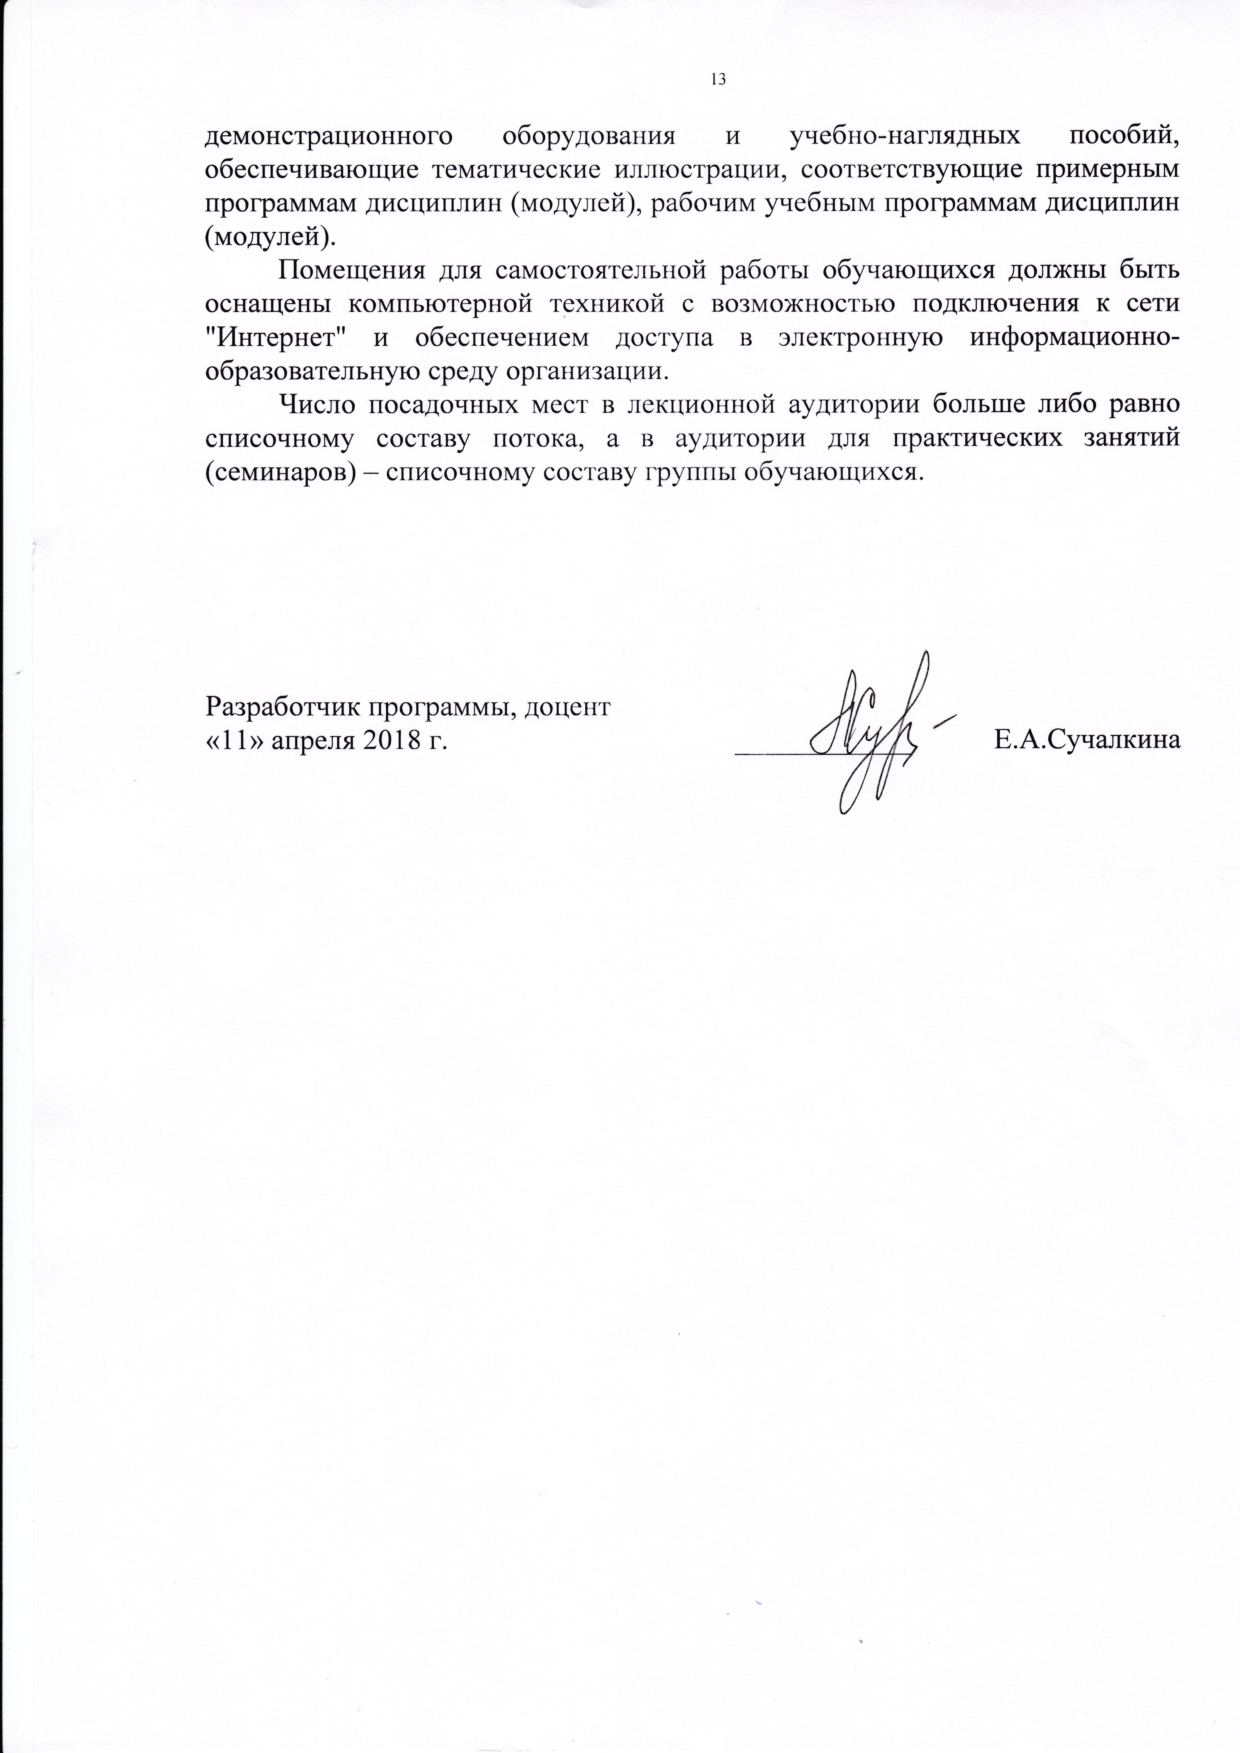 13
демонстрационного оборудования и учебно-наглядных пособий,
обеспечивающие тематические иллюстрации, соответствующие примерным
программам дисциплин (модулей), рабочим учебным программам дисциплин
(модулей).
Помещения для самостоятельной работы обучающихся должны быть
оснащены компьютерной техникой с возможностью подключения к сети
"Интернет" и обеспечением доступа в электронную информационно-
образовательную среду организации.
Число посадочных мест в лекционной аудитории больше либо равно
списочному составу потока, а в аудитории для практических занятий
(семинаров) – списочному составу группы обучающихся.
Разработчик программы, доцент
«11» апреля 2018 г. Е.А.Сучалкина